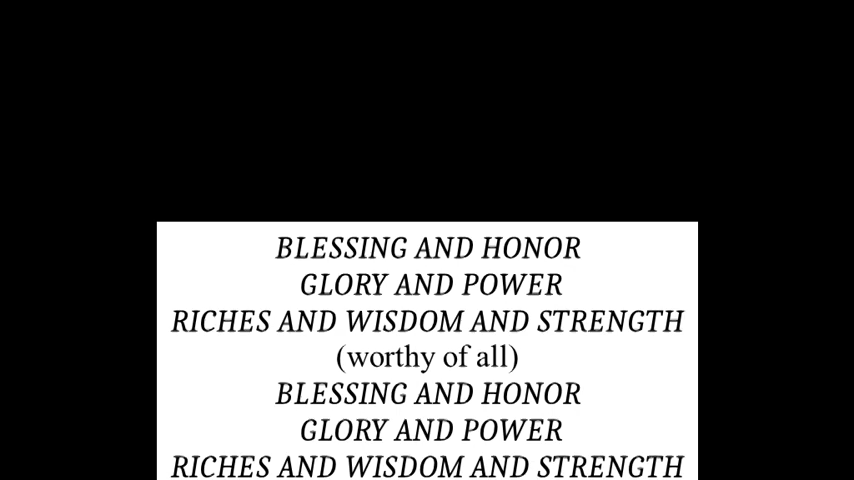 BLESSING AND HONOR
GLORY AND POWER
RICHES AND WISDOM AND STRENGTH
(worthy of all)
BLESSING AND HONOR
GLORY AND POWER
RICHES AND WISDOM AND STRENGTH